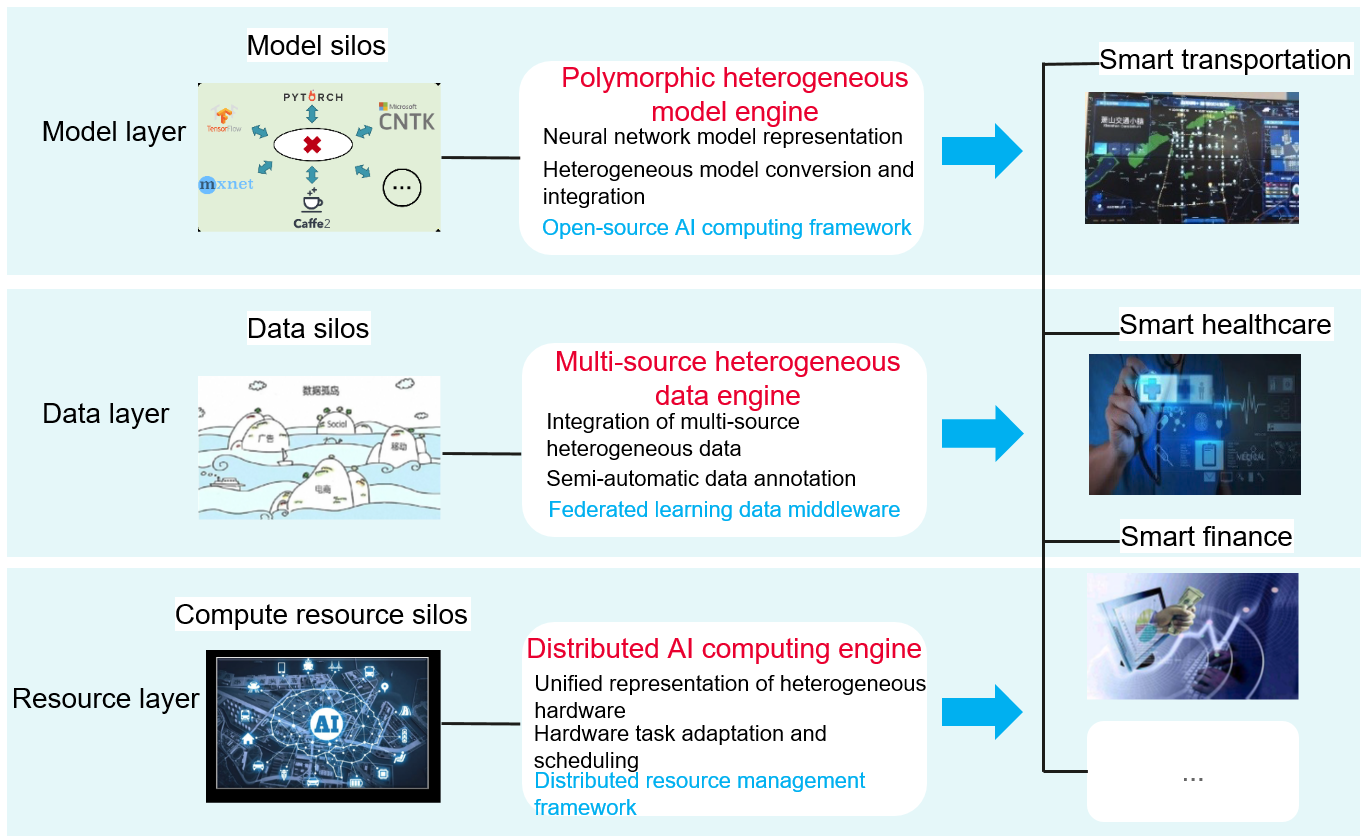 Model silos
Model layer
PYTORCH
TensorFlow
Microsoft
CNTK
mxnet
...
Caffe2
Polymorphic heterogeneous
model engine
Neural network model representation
Heterogeneous model conversion and
integration
Open-source AI computing framework
Smart transportation
Data silos
Data layer
数据孤岛
广告
Social
移动
电商
Multi-source heterogeneous
data engine
Integration of multi-source
heterogeneous data
Semi-automatic data annotation
Federated learning data middleware
Smart healthcare
Smart finance
Compute resource silos
Resource layer
AI
Distributed AI computing engine
Unified representation of heterogeneous
hardware
Hardware task adaptation and
scheduling
Distributed resource management
framework
...